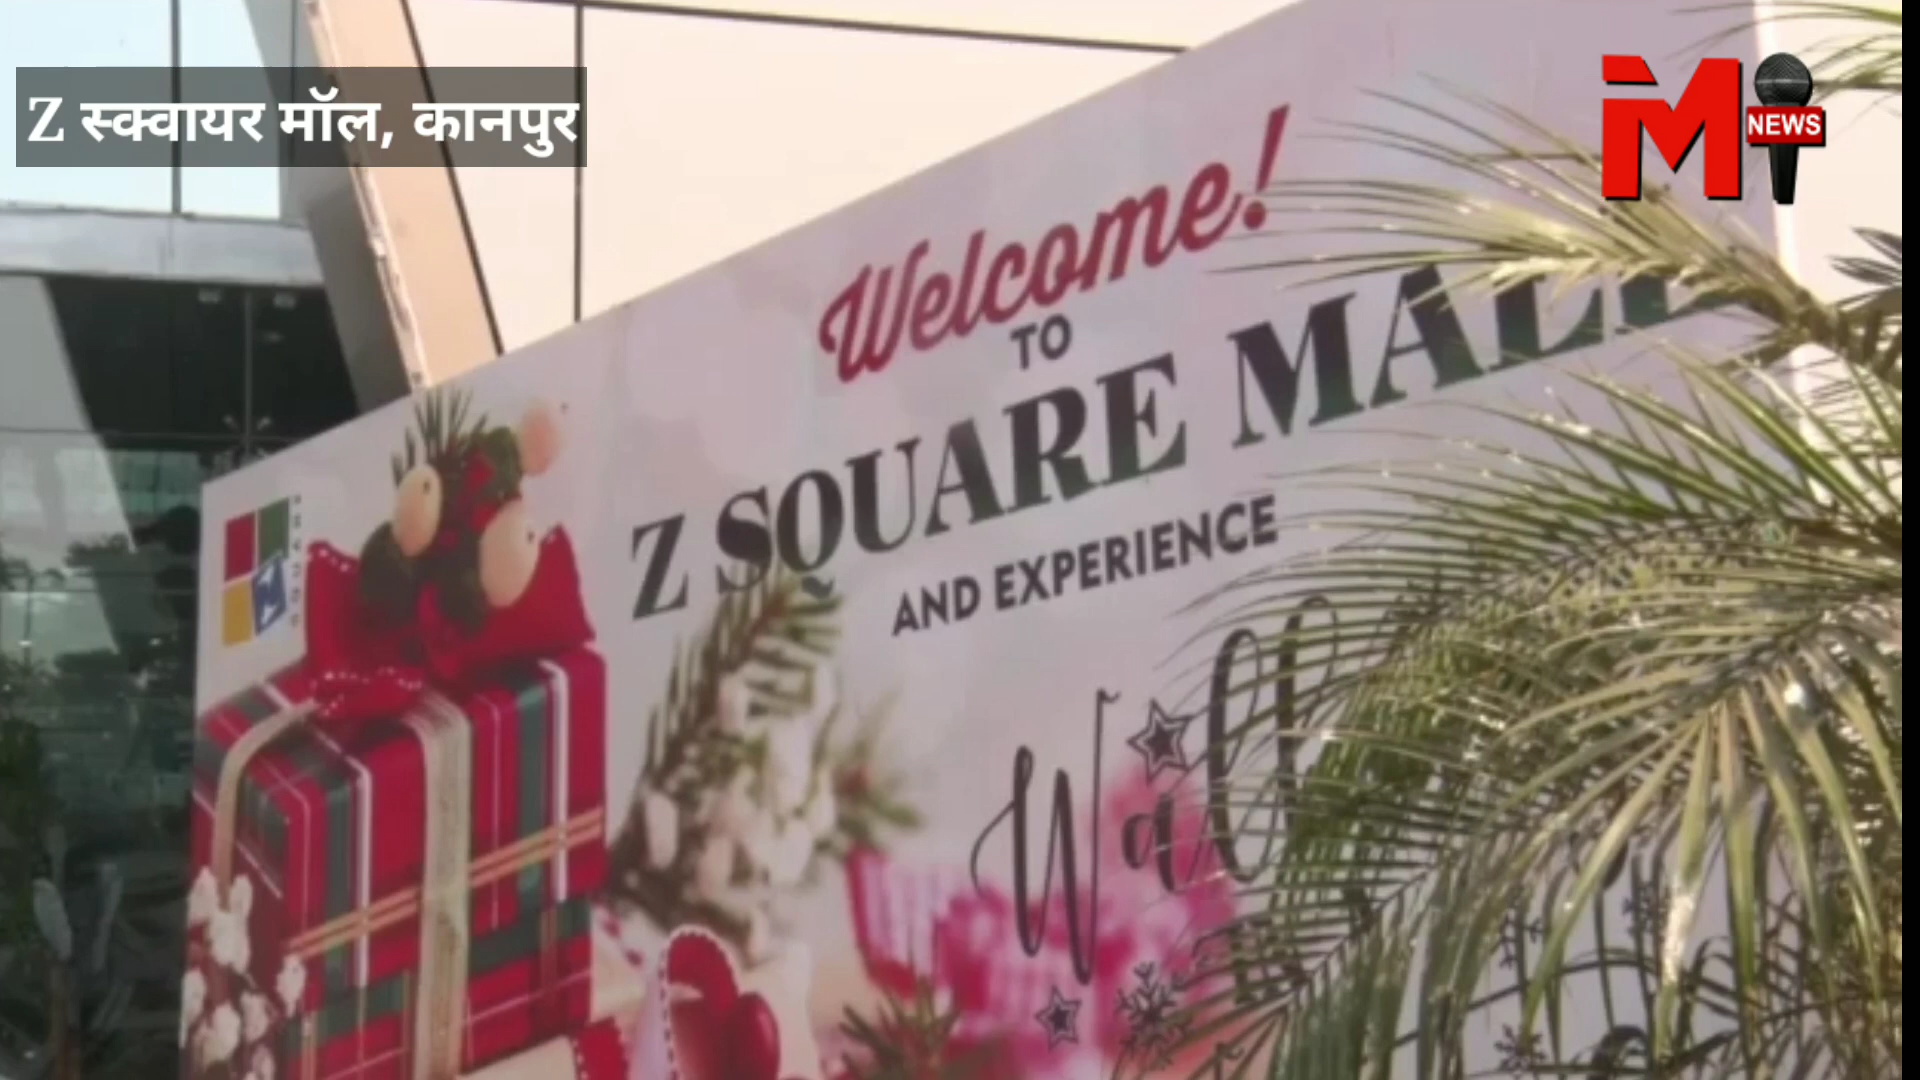 Z स्क्वायर मॉल, कानपुर
M NEWS
Welcome!
TO
Z SQUARE MALL
AND EXPERIENCE